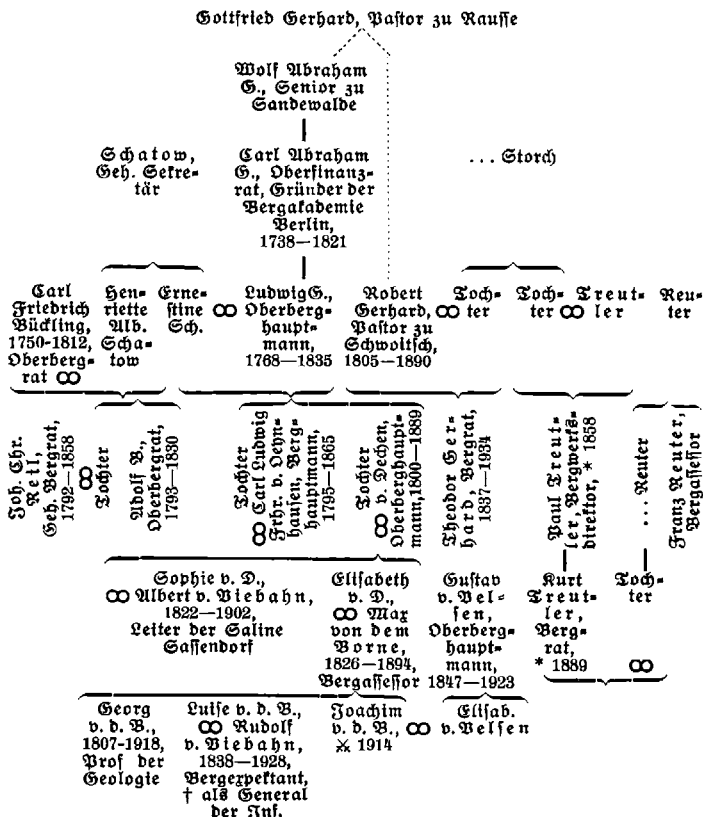 Gottfried Gerhard, Pastor zu Rausse
Wolf Abraham
G., Senior zu
Sandewalde
Schatow,
Geh. Sekre-
tär
Carl Abraham
G., Oberfinanz-
rat, Gründer der
Bergakademie
Berlin,
1738—1821
... Storch
Carl
Friedrich
Bückling,
1750-1812,
Oberberg-
rat ꝏ
Hen-
riette
Alb.
Scha-
tow
Erne-
stine
Sch.
ꝏ
Ludwig G.,
Oberberg-
haupt-
mann,
1768—1835
Robert
Gerhard,
Pastor zu
Schwoitsch,
1805—1890
ꝏ
Toch-
ter
Toch-
ter
ꝏ
Treut-
ler
Reu-
ter
Joh. Chr.
Reil,
Geh. Bergrat,
1792—1858
ꝏ
Tochter
Adolf B.,
Oberbergrat,
1793—1830
Tochter
ꝏ Carl Ludwig
Frhr. v. Oeyn-
hausen, Berg-
hauptmann,
1795—1865
Tochter
ꝏ v. Dechen,
Oberberghaupt-
mann, 1800—1889
Theodor Ger-
hard, Bergrat,
1837—1934
Paul Treut-
ler, Bergwerks-
direktor, * 1858
... Reuter
Franz Reuter,
Bergassessor
Sophie v. D.,
ꝏ Albert v. Viebahn,
1822—1902,
Leiter der Saline
Sassendorf
Elisabeth
v. D.,
ꝏ Max
von dem
Borne,
1826—1894,
Bergassessor
Gustav
v. Vel-
sen,
Oberberg-
haupt-
mann,
1847—1923
Kurt
Treut-
ler,
Berg-
rat,
* 1889
Toch-
ter
ꝏ
Georg
v. d. B.,
1807-1918,
Prof der
Geologie
Luise v. d. B.,
ꝏ Rudolf
v. Viebahn,
1838—1928,
Bergexpektant,
† als General
der Inf.
Joachim
v. d. B.,
⚔ 1914
ꝏ
Elisab.
v. Velsen